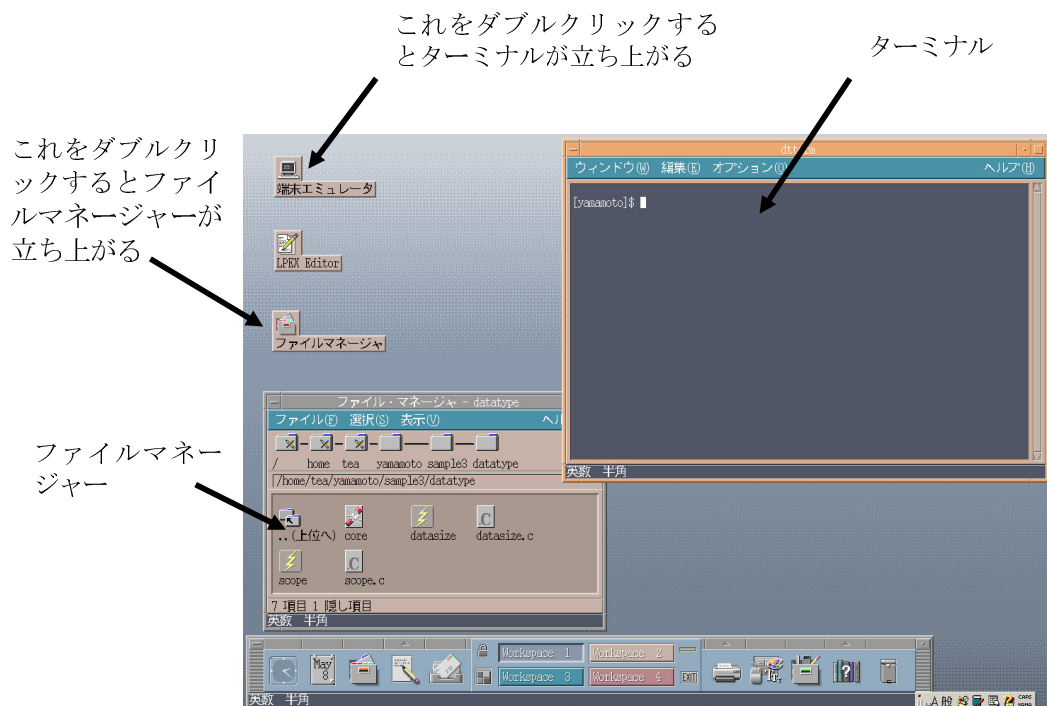 これをダブルクリックする
とターミナルが立ち上がる
ターミナル
これをダブルクリ
ックするとファイ
ルマネージャーが
立ち上がる
端末エミュレータ
LPEX Editor
ファイルマネージャ
ウィンドウ(W) 編集(E) オプション(O) ヘルプ(H)
[yamamoto]$
英数 半角
ファイルマネー
ジャー
ファイル・マネージャ - datatype
ファイル(F) 選択(S) 表示(V)
/ home tea yamamoto sample3 datatype
/home/tea/yamamoto/sample3/datatype
..(上位へ) core datasize datasize.c
scope scope.c
7 項目 1 隠し項目
英数 半角
May 8
Workspace 1 Workspace 2
Workspace 3 Workspace 4 EXIT
英数 半角
A 般 CAPS
KANA